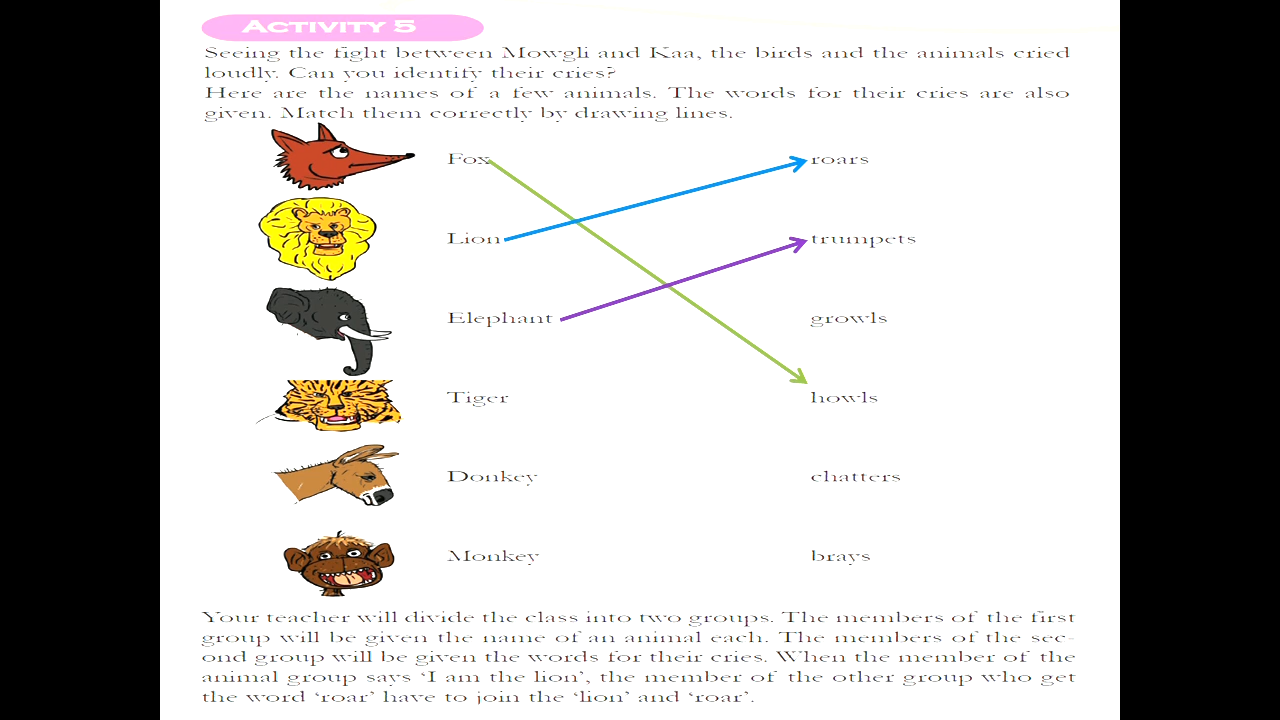 ACTIVITY 5
Seeing the fight between Mowgli and Kaa, the birds and the animals cried
loudly. Can you identify their cries?
Here are the names of a few animals. The words for their cries are also
given. Match them correctly by drawing lines.
Fox roars
Lion trumpets
Elephant growls
Tiger howls
Donkey chatters
Monkey brays
Your teacher will divide the class into two groups. The members of the first
group will be given the name of an animal each. The members of the sec-
ond group will be given the words for their cries. When the member of the
animal group says ‘I am the lion’, the member of the other group who get
the word ‘roar’ have to join the ‘lion’ and ‘roar’.